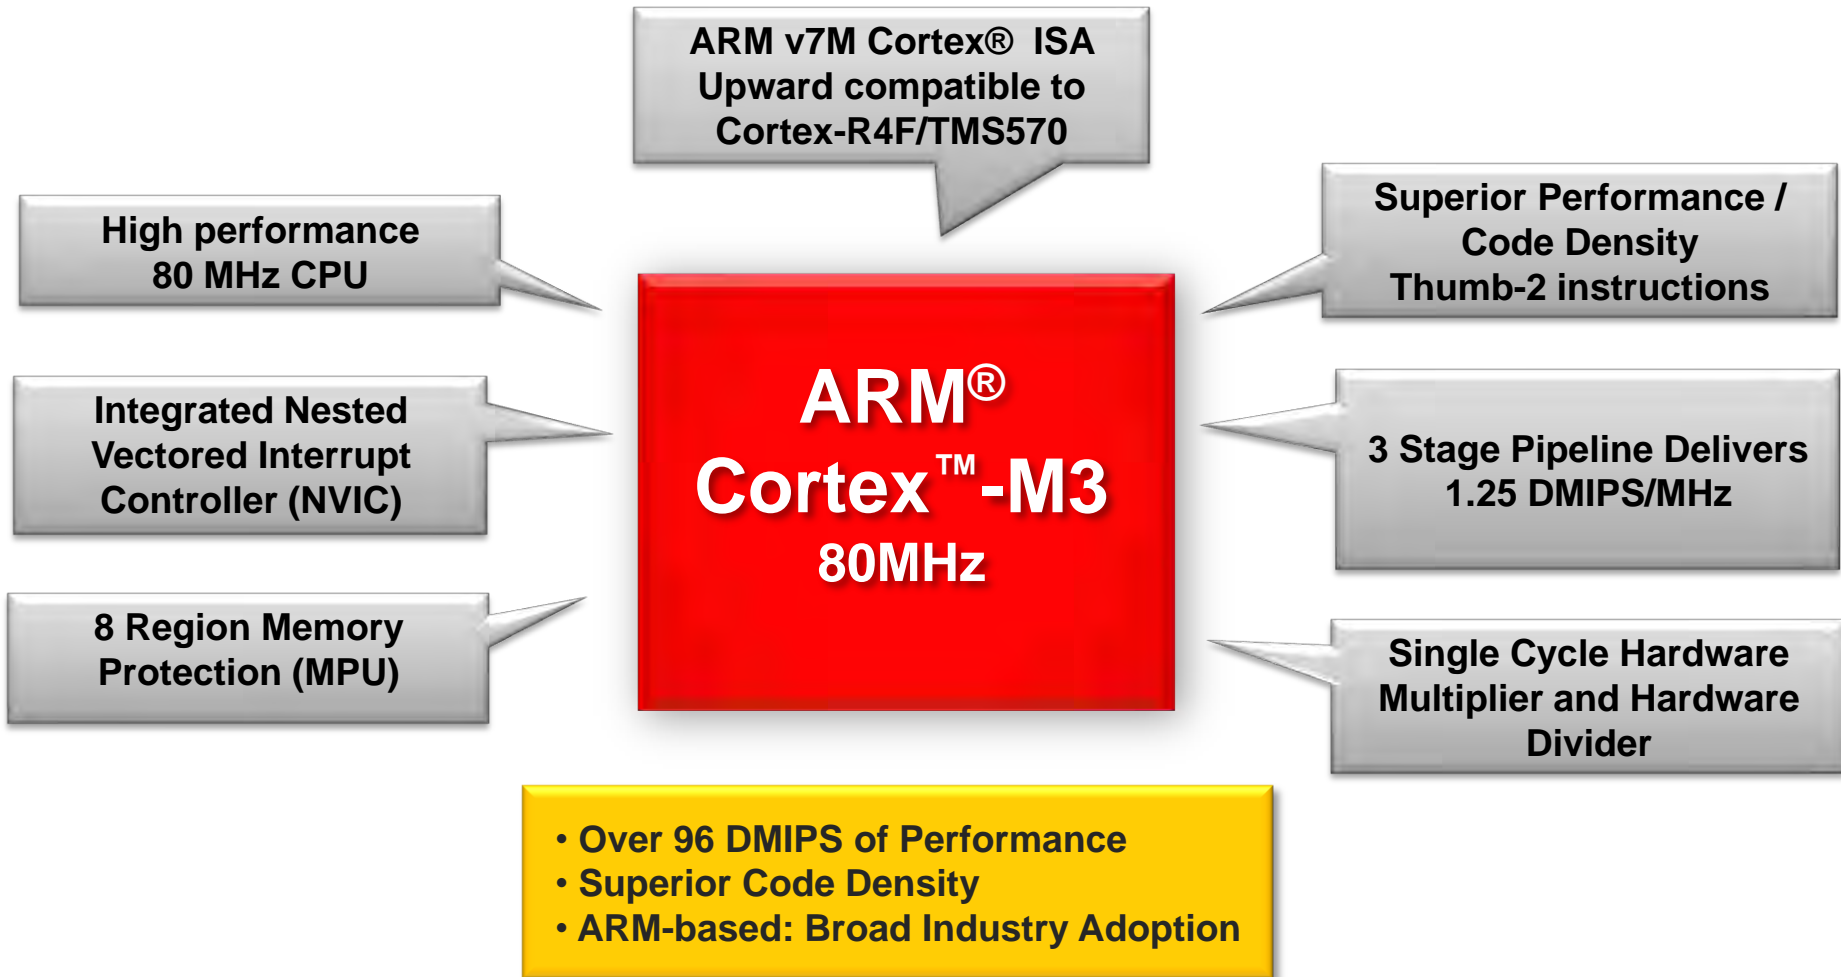 ARM v7M Cortex® ISA
Upward compatible to
Cortex-R4F/TMS570
High performance
80 MHz CPU
Superior Performance /
Code Density
Thumb-2 instructions
Integrated Nested
Vectored Interrupt
Controller (NVIC)
ARM®
Cortex™-M3
80MHz
3 Stage Pipeline Delivers
1.25 DMIPS/MHz
8 Region Memory
Protection (MPU)
Single Cycle Hardware
Multiplier and Hardware
Divider
• Over 96 DMIPS of Performance
• Superior Code Density
• ARM-based: Broad Industry Adoption